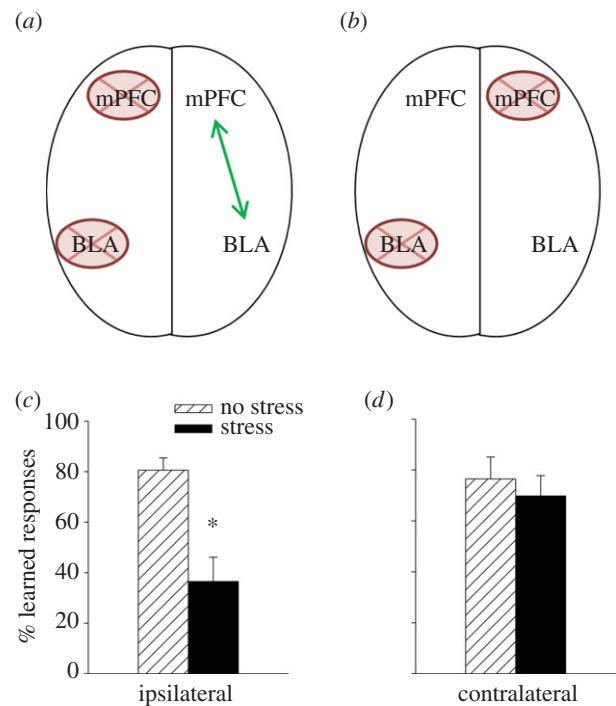 (a)
(b)
mPFC mPFC
mPFC mPFC
BLA BLA
BLA BLA
(c)
no stress
stress
(d)
% learned responses
100
80
60
40
20
0
*
ipsilateral
contralateral